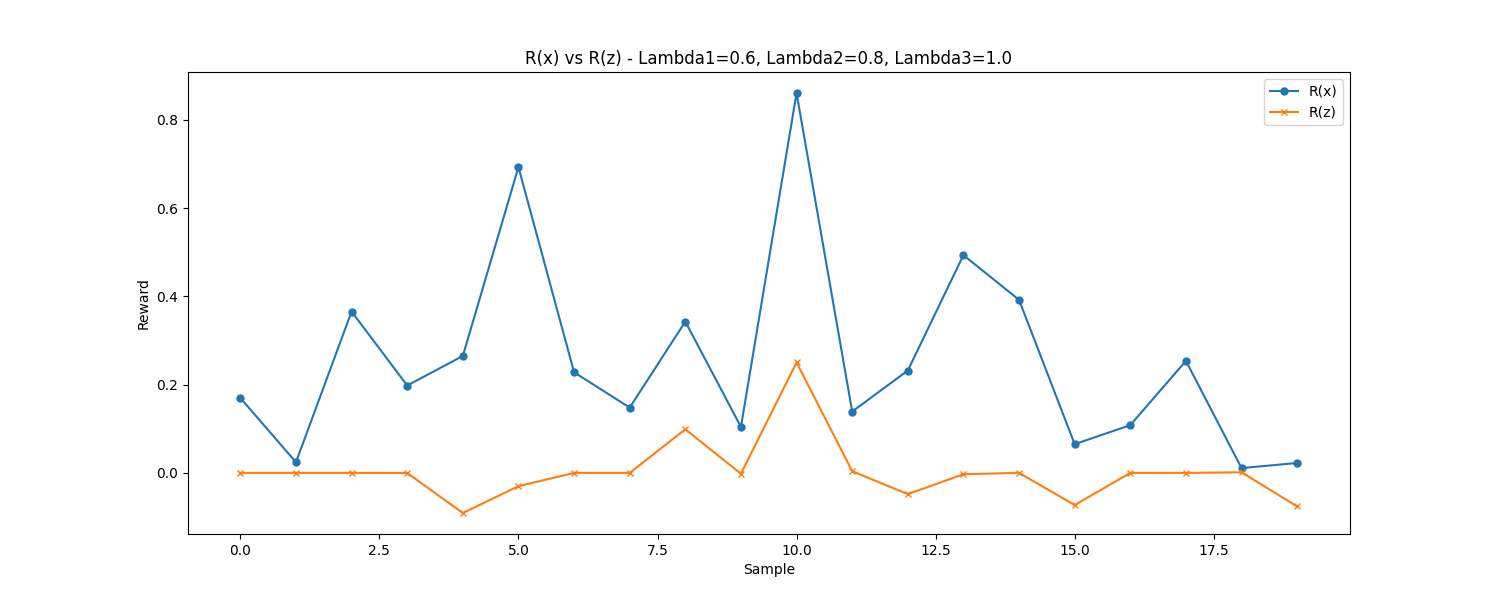 R(x) vs R(z) - Lambda1=0.6, Lambda2=0.8, Lambda3=1.0
R(x)
R(z)
0.8
0.6
0.4
0.2
0.0
Reward
0.0 2.5 5.0 7.5 10.0 12.5 15.0 17.5
Sample